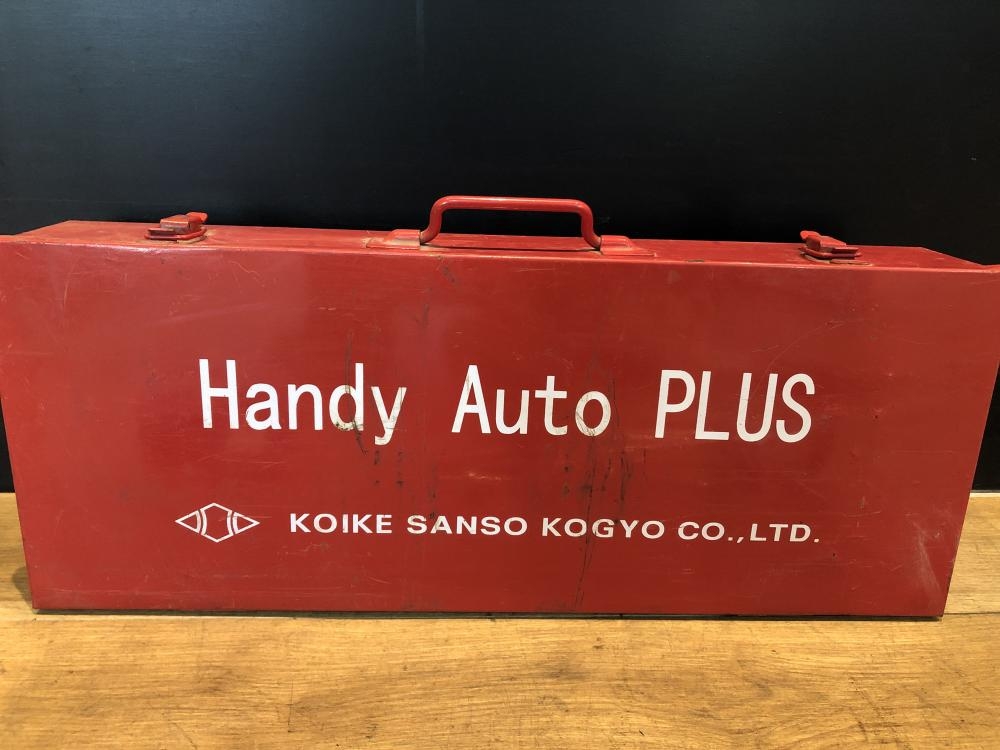 Handy Auto PLUS
KOIKE SANSO KOGYO CO.,LTD.